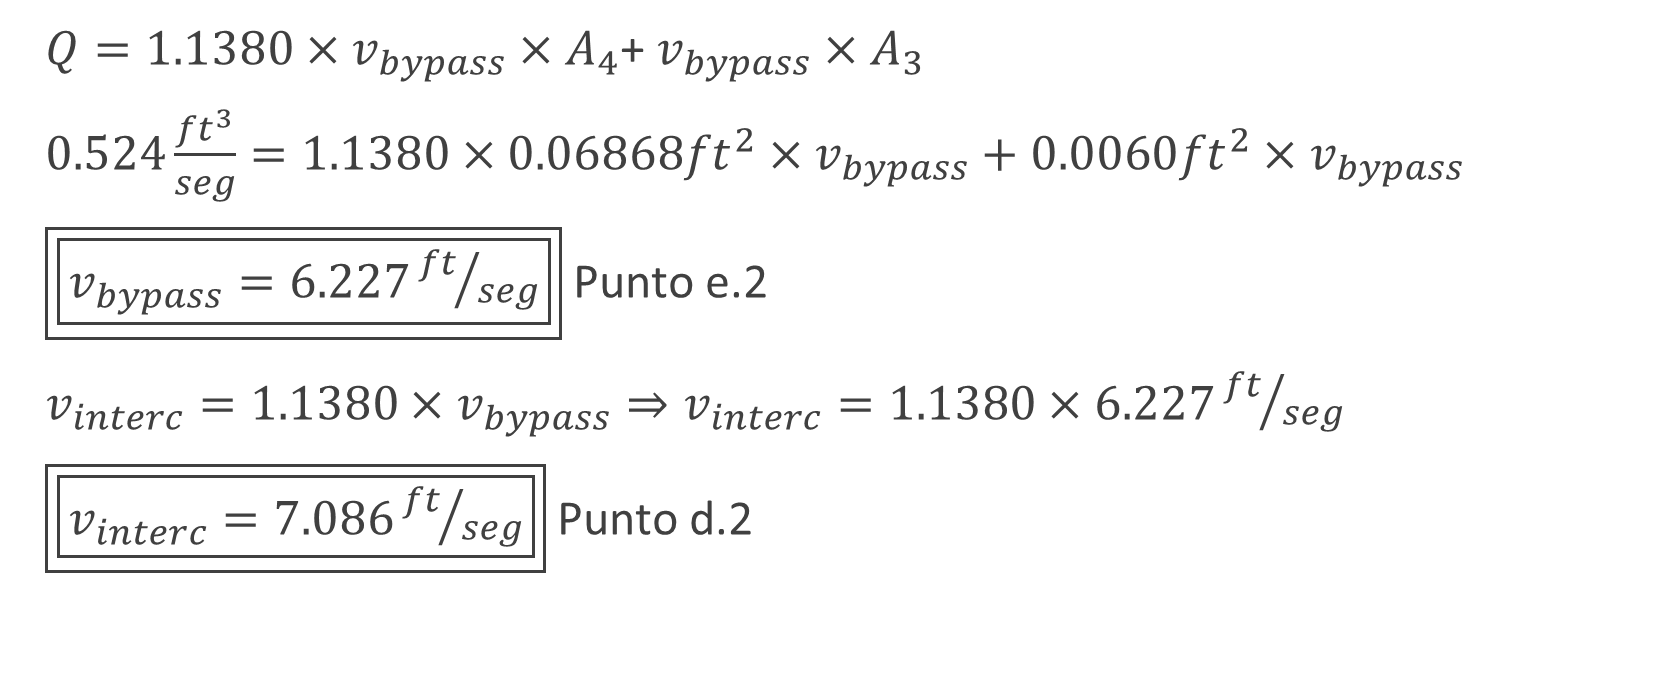 Q = 1.1380 × v_bypass × A₄+ v_bypass × A₃
0.524 ft³/seg = 1.1380 × 0.06868ft² × v_bypass + 0.0060ft² × v_bypass
v_bypass = 6.227 ft/seg Punto e.2
v_interc = 1.1380 × v_bypass ⇒ v_interc = 1.1380 × 6.227 ft/seg
v_interc = 7.086 ft/seg Punto d.2